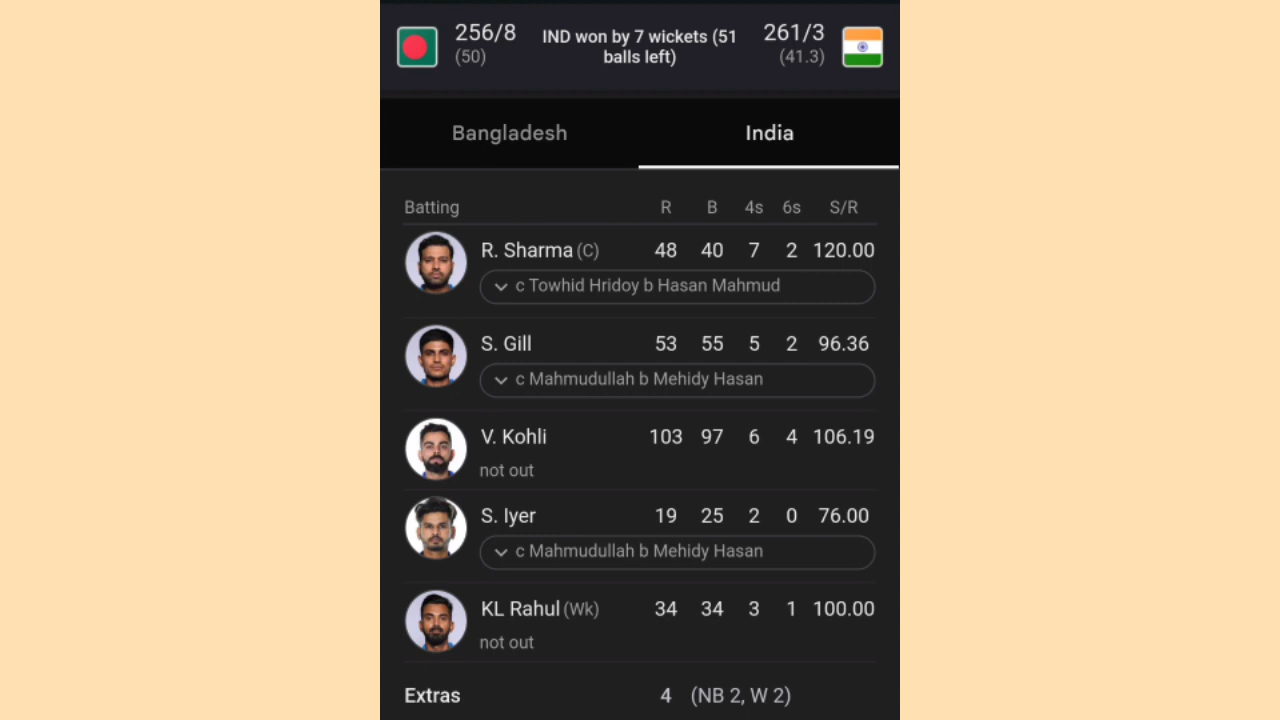 256/8
(50)
IND won by 7 wickets (51
balls left)
261/3
(41.3)
Bangladesh India
Batting R B 4s 6s S/R
R. Sharma (C) 48 40 7 2 120.00
c Towhid Hridoy b Hasan Mahmud
S. Gill 53 55 5 2 96.36
c Mahmudullah b Mehidy Hasan
V. Kohli 103 97 6 4 106.19
not out
S. Iyer 19 25 2 0 76.00
c Mahmudullah b Mehidy Hasan
KL Rahul (Wk) 34 34 3 1 100.00
not out
Extras 4 (NB 2, W 2)